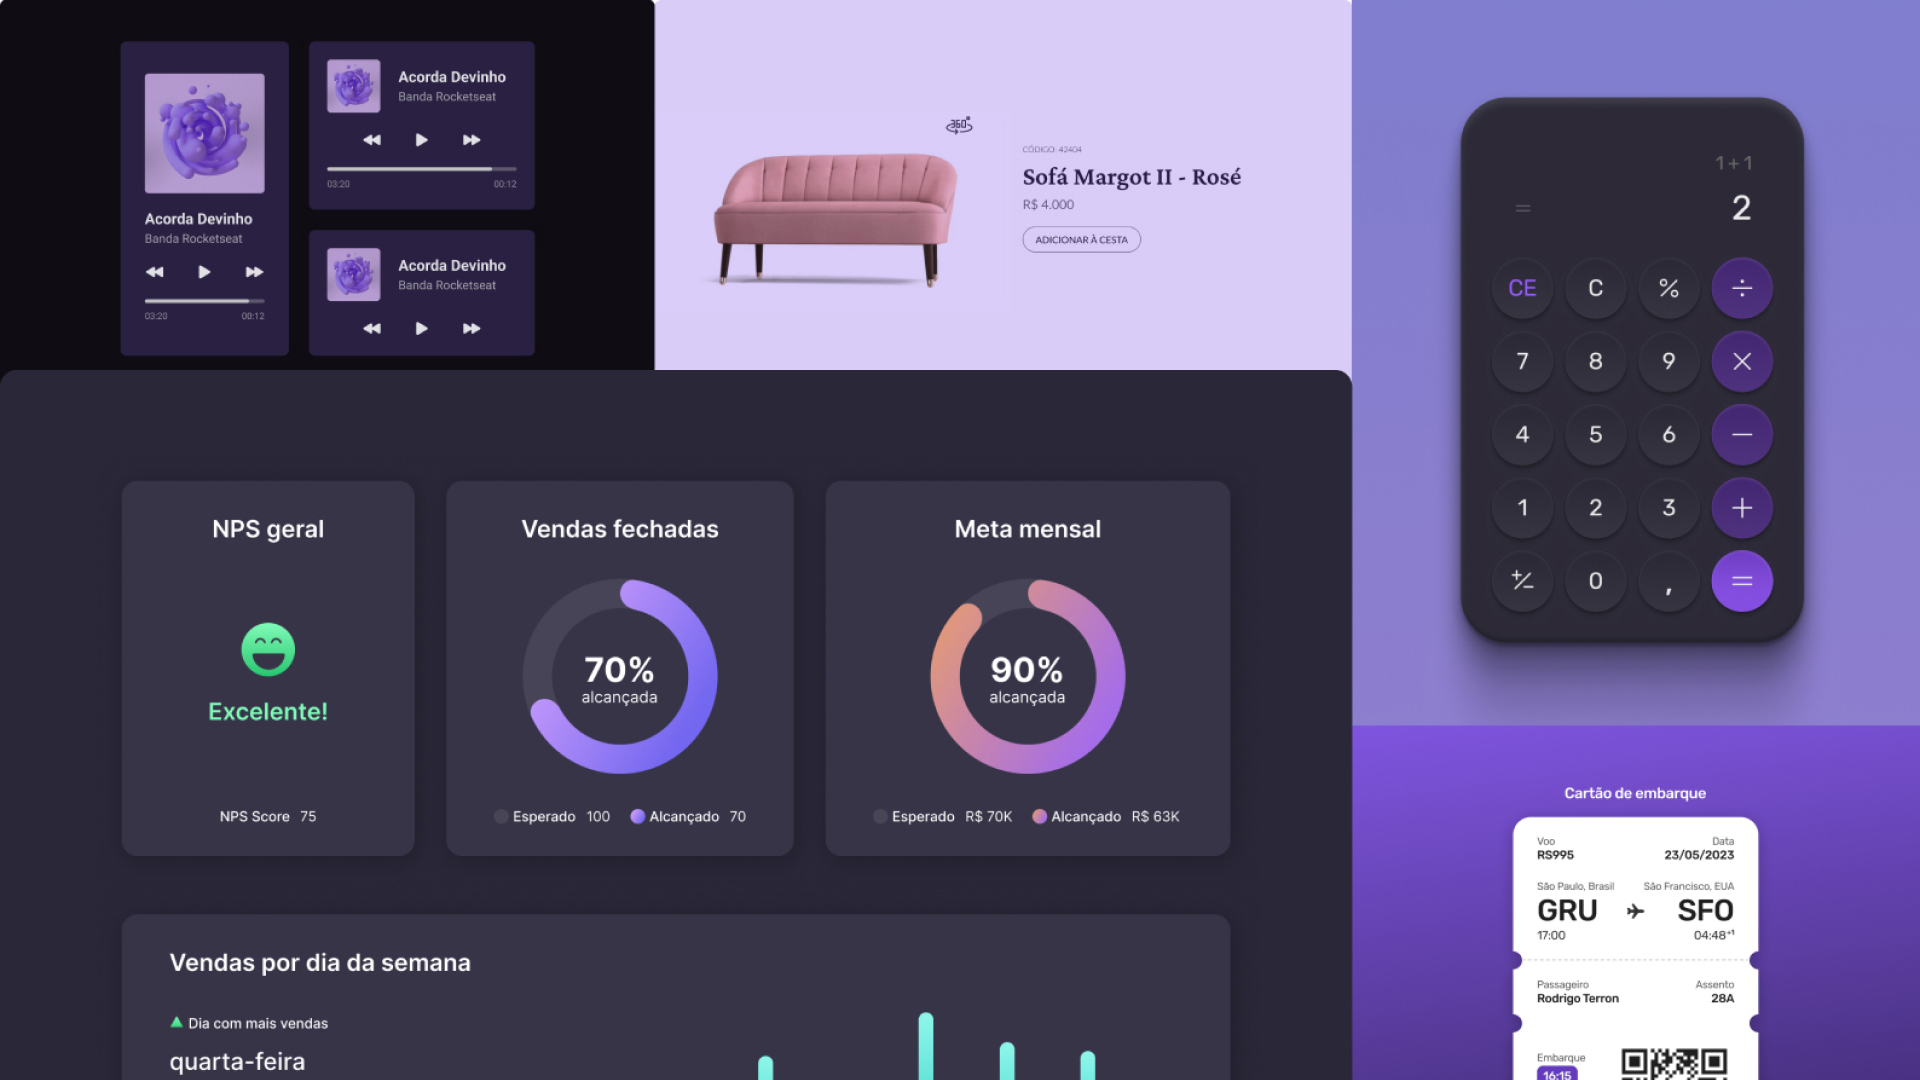 Acorda Devinho
Banda Rocketseat
03:20 00:12
Acorda Devinho
Banda Rocketseat
03:20 00:12
Acorda Devinho
Banda Rocketseat
360°
CÓDIGO: 42404
Sofá Margot II - Rosé
R$ 4.000
ADICIONAR À CESTA
1+1
= 2
CE C % ÷
7 8 9 ×
4 5 6 −
1 2 3 +
+/− 0 , =
NPS geral
Excelente!
NPS Score 75
Vendas fechadas
70%
alcançada
Esperado 100 Alcançado 70
Meta mensal
90%
alcançada
Esperado R$ 70K Alcançado R$ 63K
Vendas por dia da semana
Dia com mais vendas
quarta-feira
Cartão de embarque
Voo Data
RS995 23/05/2023
São Paulo, Brasil São Francisco, EUA
GRU SFO
17:00 04:48+1
Passageiro Assento
Rodrigo Terron 28A
Embarque
16:15